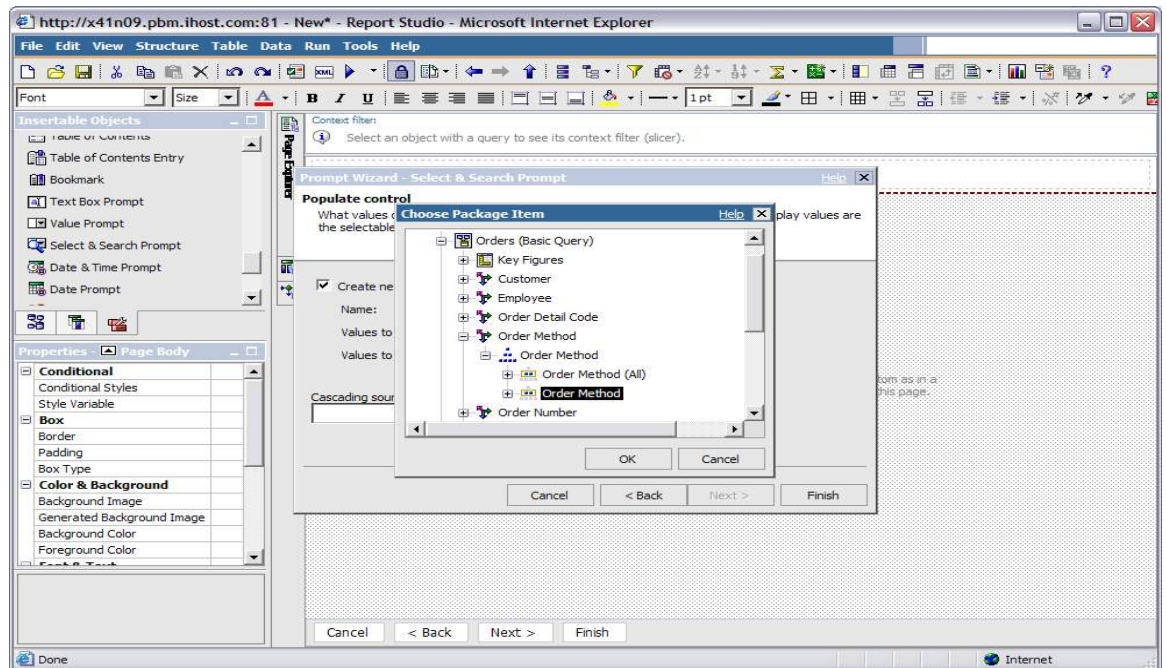 http://x41n09.pbm.ihost.com:81 - New* - Report Studio - Microsoft Internet Explorer
File Edit View Structure Table Data Run Tools Help
Font Size B I U 1 pt
Insertable Objects
Table of Contents
Table of Contents Entry
Bookmark
Text Box Prompt
Value Prompt
Select & Search Prompt
Date & Time Prompt
Date Prompt
Properties - Page Body
Conditional
Conditional Styles
Style Variable
Box
Border
Padding
Box Type
Color & Background
Background Image
Generated Background Image
Background Color
Foreground Color
Font & Text
Page Explorer
Context filter:
Select an object with a query to see its context filter (slicer).
Prompt Wizard - Select & Search Prompt Help
Populate control
What values
play values are
the selectable
Create ne
Name:
Values to
Values to
Cascading sour
Choose Package Item Help
Orders (Basic Query)
Key Figures
Customer
Employee
Order Detail Code
Order Method
Order Method
Order Method (All)
Order Method
Order Number
OK Cancel
Cancel < Back Next > Finish
tom as in a
his page.
Cancel < Back Next > Finish
Done Internet